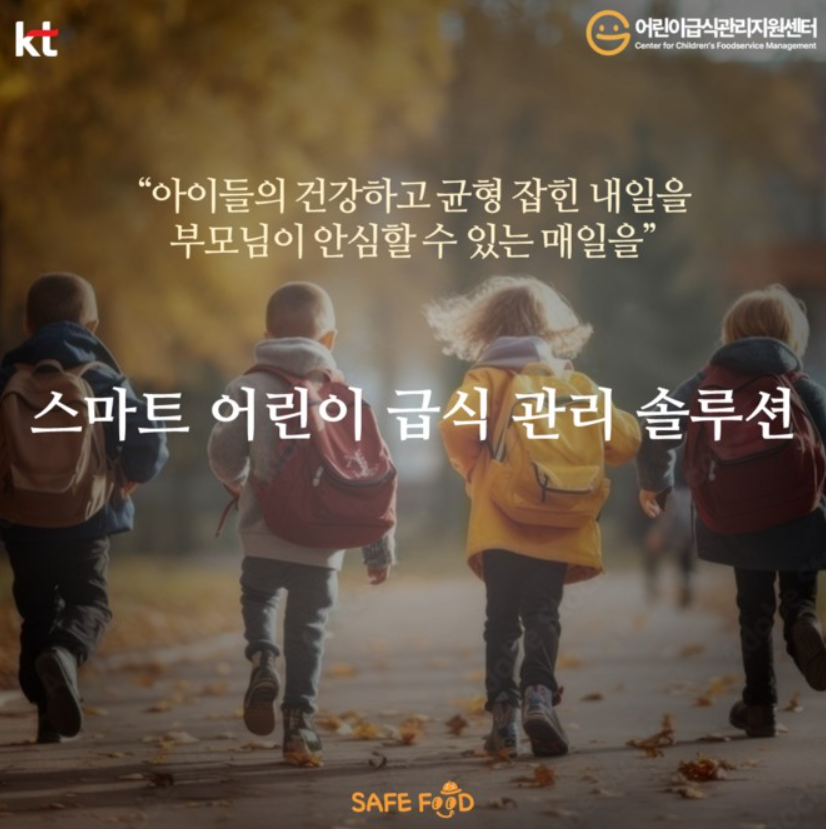 kt
어린이급식관리지원센터
Center for Children's Foodservice Management
“아이들의 건강하고 균형 잡힌 내일을
부모님이 안심할 수 있는 매일을”
스마트 어린이 급식 관리 솔루션
SAFE FOOD